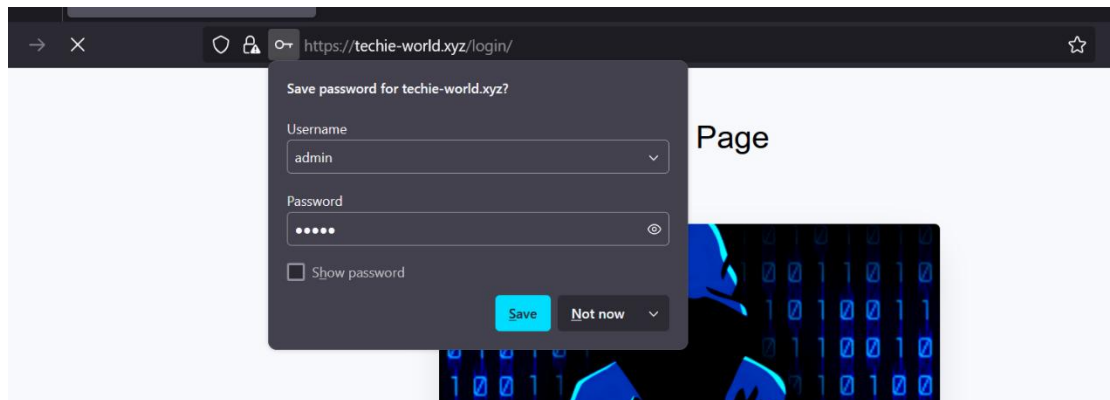 https://techie-world.xyz/login/
Save password for techie-world.xyz?
Username
admin
Page
Password
•••••
Show password
Save
Not now